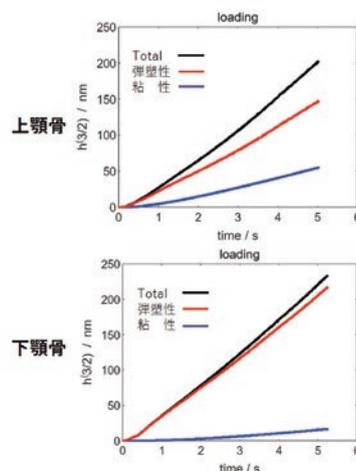 loading
250
200
150
100
50
0
Total
弾塑性
粘 性
h(3/2) / nm
0 1 2 3 4 5 6
time / s
上顎骨
loading
250
200
150
100
50
0
Total
弾塑性
粘 性
h(3/2) / nm
0 1 2 3 4 5 6
time / s
下顎骨